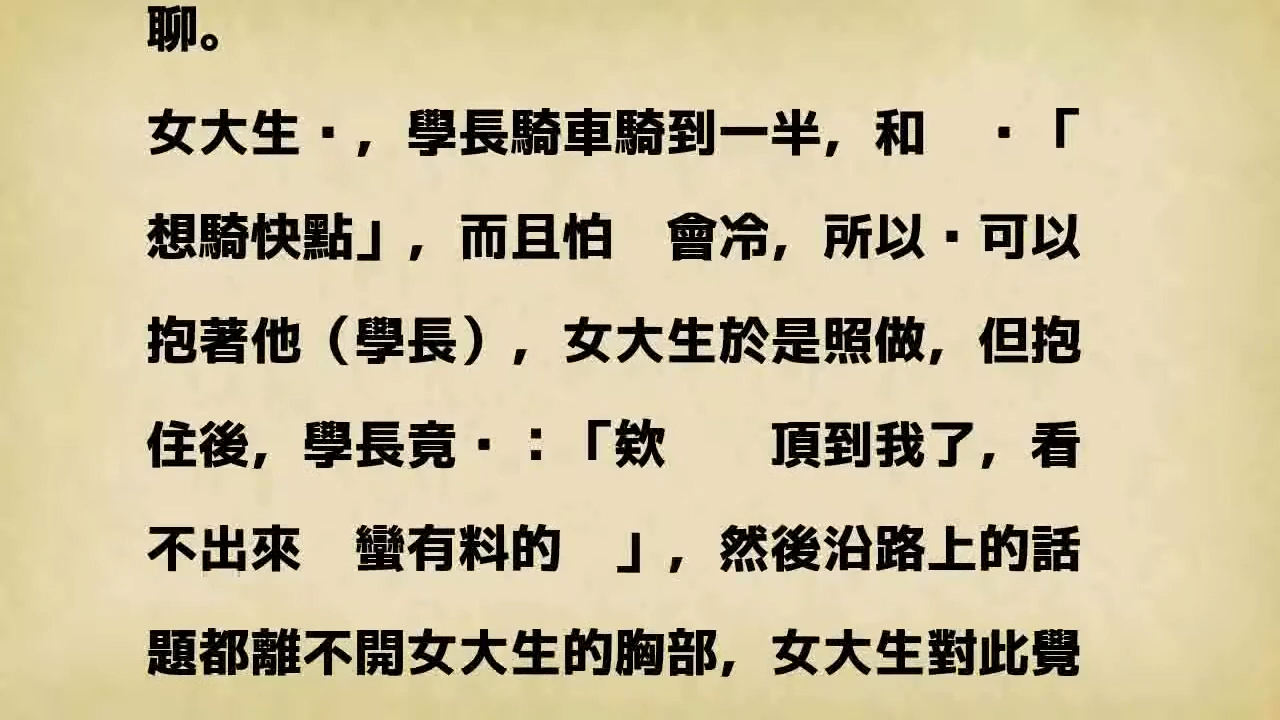 聊。
女大生·，學長騎車騎到一半，和　·「
想騎快點」，而且怕　會冷，所以·可以
抱著他（學長），女大生於是照做，但抱
住後，學長竟·：「欸　　頂到我了，看
不出來　蠻有料的　」，然後沿路上的話
題都離不開女大生的胸部，女大生對此覺